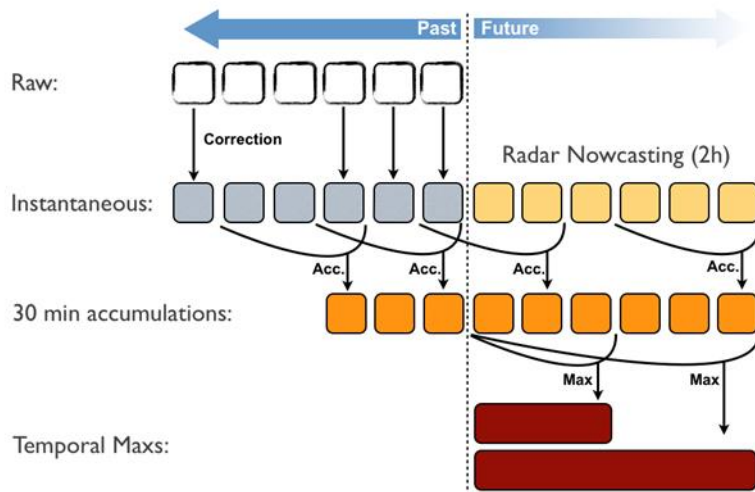 Past Future
Raw:
Correction
Radar Nowcasting (2h)
Instantaneous:
Acc. Acc. Acc. Acc.
30 min accumulations:
Max Max
Temporal Maxs: